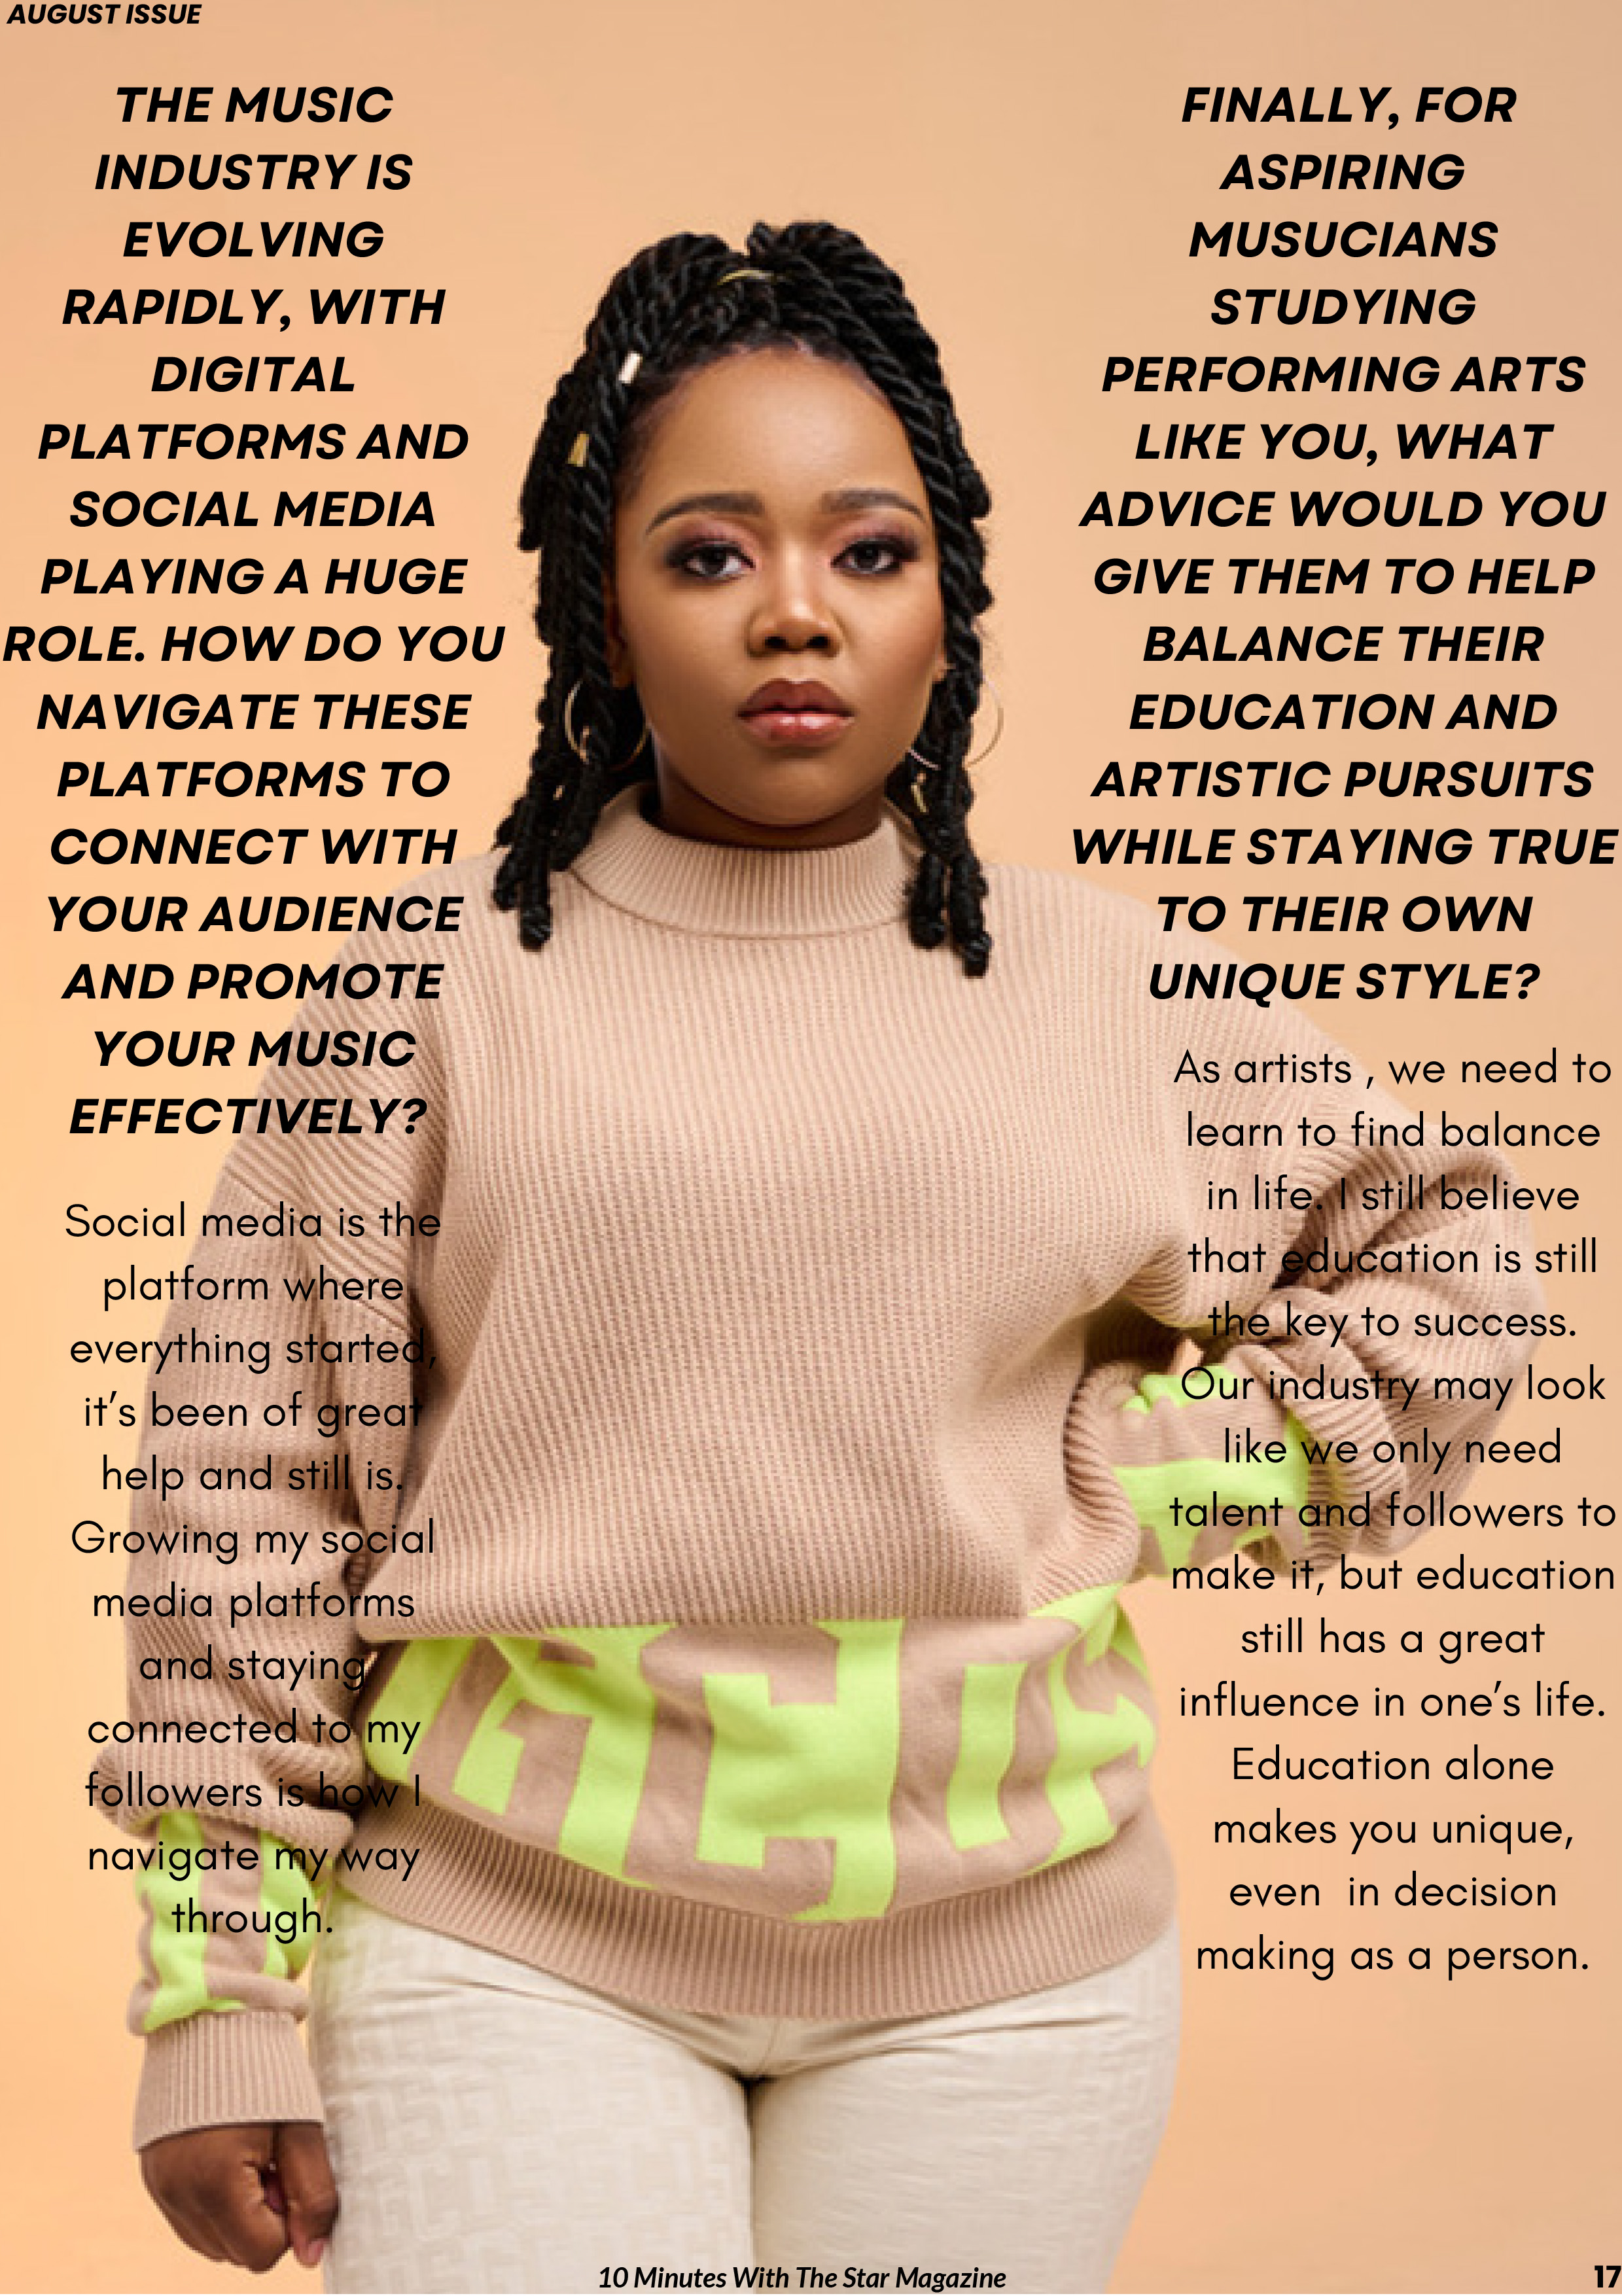 AUGUST ISSUE
THE MUSIC
INDUSTRY IS
EVOLVING
RAPIDLY, WITH
DIGITAL
PLATFORMS AND
SOCIAL MEDIA
PLAYING A HUGE
ROLE. HOW DO YOU
NAVIGATE THESE
PLATFORMS TO
CONNECT WITH
YOUR AUDIENCE
AND PROMOTE
YOUR MUSIC
EFFECTIVELY?
Social media is the
platform where
everything started,
it’s been of great
help and still is.
Growing my social
media platforms
and staying
connected to my
followers is how I
navigate my way
through.
FINALLY, FOR
ASPIRING
MUSUCIANS
STUDYING
PERFORMING ARTS
LIKE YOU, WHAT
ADVICE WOULD YOU
GIVE THEM TO HELP
BALANCE THEIR
EDUCATION AND
ARTISTIC PURSUITS
WHILE STAYING TRUE
TO THEIR OWN
UNIQUE STYLE?
As artists , we need to
learn to find balance
in life. I still believe
that education is still
the key to success.
Our industry may look
like we only need
talent and followers to
make it, but education
still has a great
influence in one’s life.
Education alone
makes you unique,
even  in decision
making as a person.
10 Minutes With The Star Magazine
17